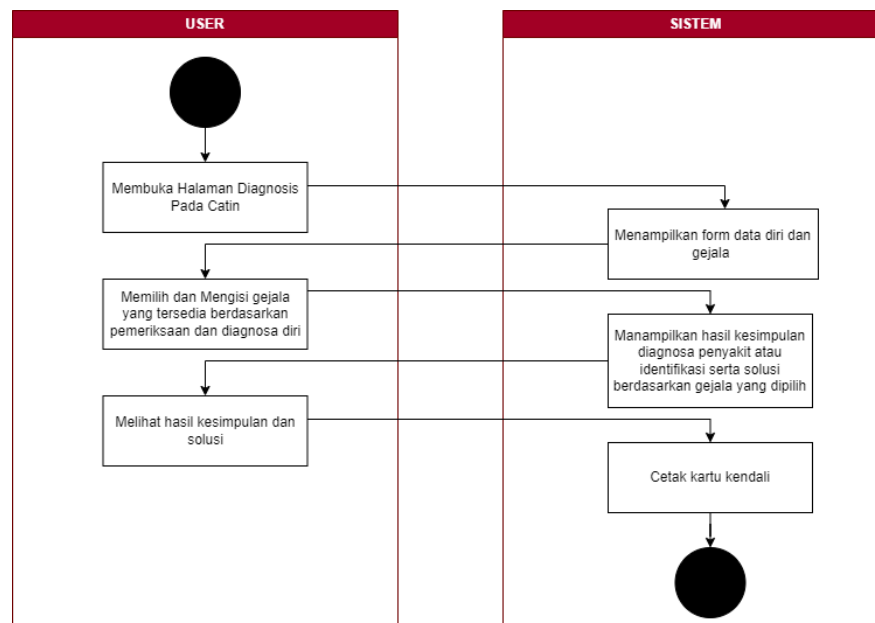 USER
SISTEM
Membuka Halaman Diagnosis
Pada Catin
Menampilkan form data diri dan
gejala
Memilih dan Mengisi gejala
yang tersedia berdasarkan
pemeriksaan dan diagnosa diri
Manampilkan hasil kesimpulan
diagnosa penyakit atau
identifikasi serta solusi
berdasarkan gejala yang dipilih
Melihat hasil kesimpulan dan
solusi
Cetak kartu kendali